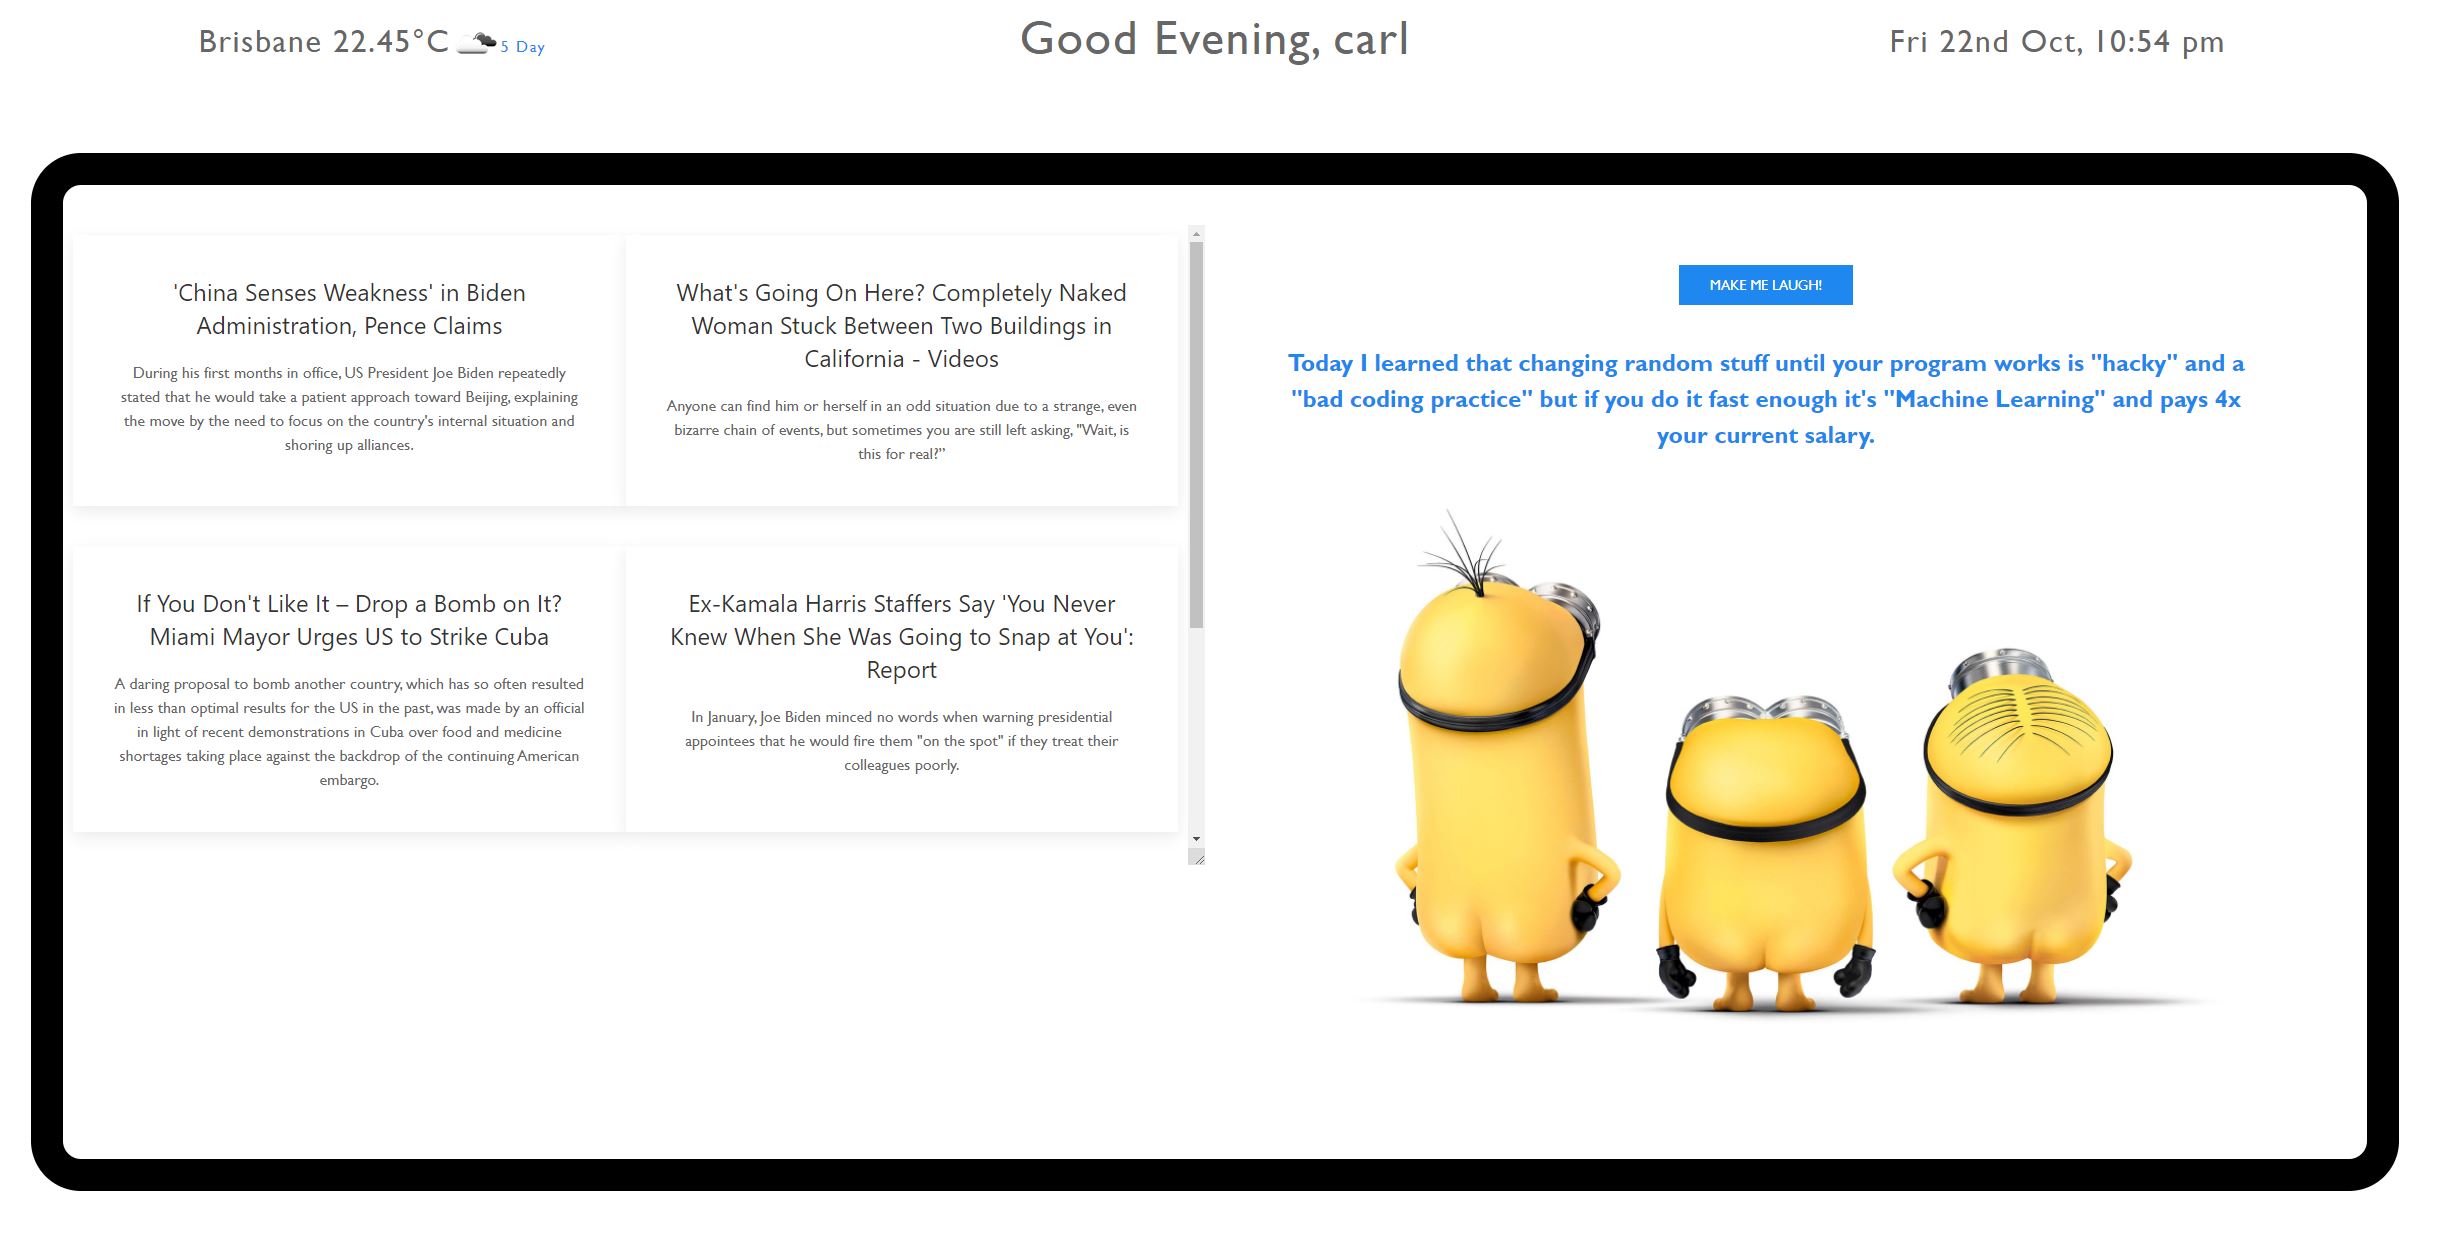 Brisbane 22.45°C 5 Day
Good Evening, carl
Fri 22nd Oct, 10:54 pm
'China Senses Weakness' in Biden
Administration, Pence Claims
During his first months in office, US President Joe Biden repeatedly
stated that he would take a patient approach toward Beijing, explaining
the move by the need to focus on the country's internal situation and
shoring up alliances.
What's Going On Here? Completely Naked
Woman Stuck Between Two Buildings in
California - Videos
Anyone can find him or herself in an odd situation due to a strange, even
bizarre chain of events, but sometimes you are still left asking, "Wait, is
this for real?”
If You Don't Like It – Drop a Bomb on It?
Miami Mayor Urges US to Strike Cuba
A daring proposal to bomb another country, which has so often resulted
in less than optimal results for the US in the past, was made by an official
in light of recent demonstrations in Cuba over food and medicine
shortages taking place against the backdrop of the continuing American
embargo.
Ex-Kamala Harris Staffers Say 'You Never
Knew When She Was Going to Snap at You':
Report
In January, Joe Biden minced no words when warning presidential
appointees that he would fire them "on the spot" if they treat their
colleagues poorly.
MAKE ME LAUGH!
Today I learned that changing random stuff until your program works is "hacky" and a
"bad coding practice" but if you do it fast enough it's "Machine Learning" and pays 4x
your current salary.